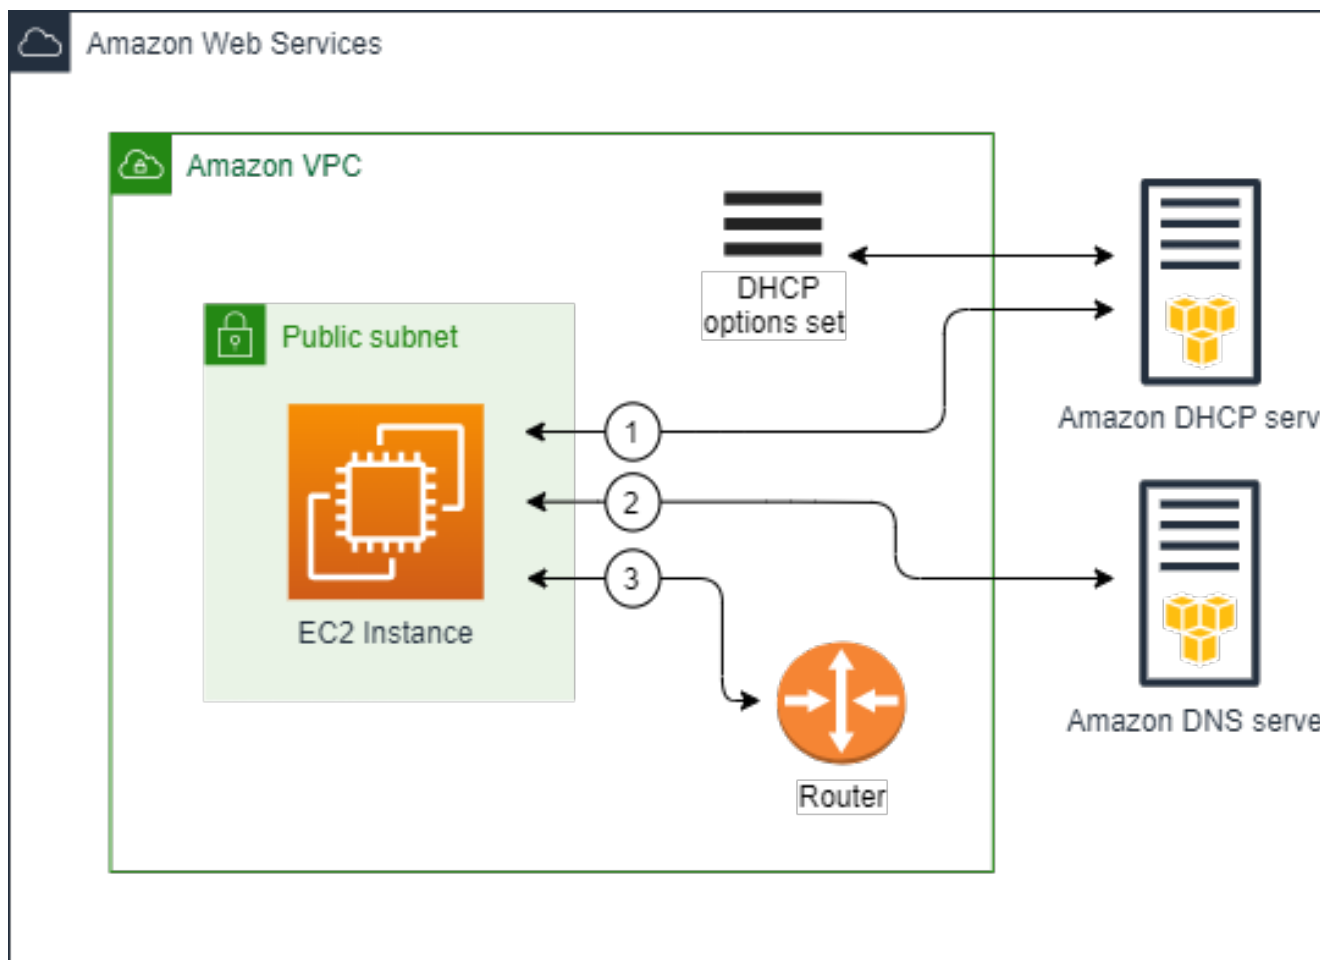 Amazon Web Services
Amazon VPC
DHCP
options set
Public subnet
1
Amazon DHCP serv
2
3
EC2 Instance
Amazon DNS serve
Router